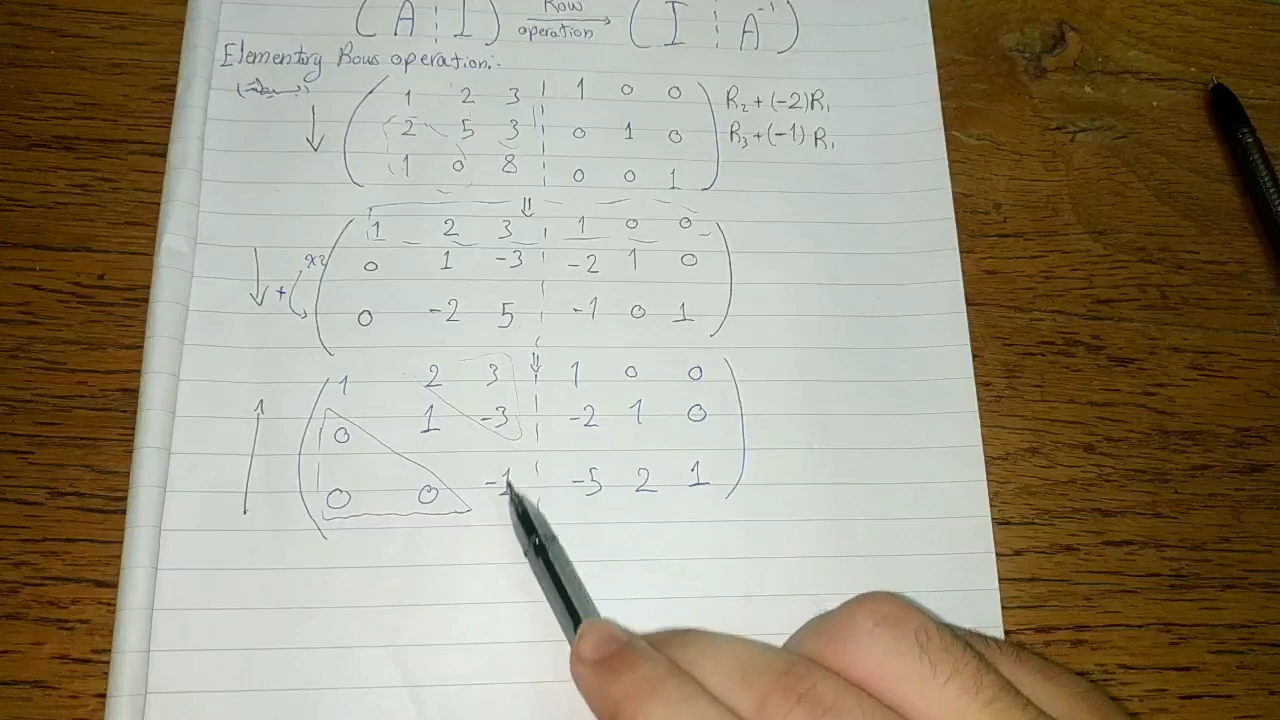 ( A ¦ I ) Row operation → ( I ¦ A⁻¹ )
Elementry Rows operation:-
(بسيطة)
1 2 3 ¦ 1 0 0 R₂+(-2)R₁
2 5 3 ¦ 0 1 0 R₃+(-1) R₁
1 0 8 ¦ 0 0 1
⇓
1 2 3 ¦ 1 0 0
x2 0 1 -3 ¦ -2 1 0
+ 0 -2 5 ¦ -1 0 1
⇓
1 2 3 ¦ 1 0 0
0 1 -3 ¦ -2 1 0
0 0 -1 ¦ -5 2 1